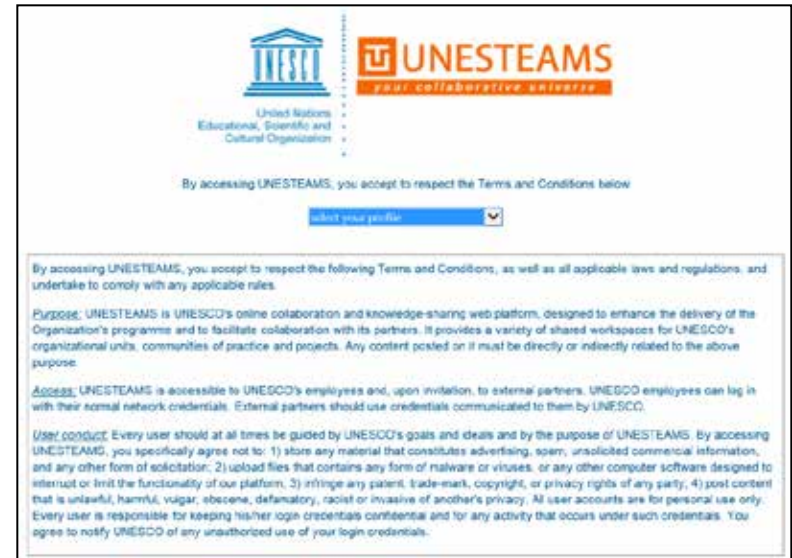 UNESCO
UNESTEAMS
your collaborative universe
United Nations
Educational, Scientific and
Cultural Organization
By accessing UNESTEAMS, you accept to respect the Terms and Conditions below
select your profile
By accessing UNESTEAMS, you accept to respect the following Terms and Conditions, as well as all applicable laws and regulations, and
undertake to comply with any applicable rules.
Purpose: UNESTEAMS is UNESCO's online collaboration and knowledge-sharing web platform, designed to enhance the delivery of the
Organization's programme and to facilitate collaboration with its partners. It provides a variety of shared workspaces for UNESCO's
organizational units, communities of practice and projects. Any content posted on it must be directly or indirectly related to the above
purpose.
Access: UNESTEAMS is accessible to UNESCO's employees and, upon invitation, to external partners. UNESCO employees can log in
with their normal network credentials. External partners should use credentials communicated to them by UNESCO.
User conduct: Every user should at all times be guided by UNESCO's goals and ideals and by the purpose of UNESTEAMS. By accessing
UNESTEAMS, you specifically agree not to: 1) store any material that constitutes advertising, spam, unsolicited commercial information,
and any other form of solicitation; 2) upload files that contains any form of malware or viruses, or any other computer software designed to
interrupt or limit the functionality of our platform, 3) infringe any patent, trade-mark, copyright, or privacy rights of any party; 4) post content
that is unlawful, harmful, vulgar, obscene, defamatory, racist or invasive of another's privacy. All user accounts are for personal use only.
Every user is responsible for keeping his/her login credentials confidential and for any activity that occurs under such credentials. You
agree to notify UNESCO of any unauthorized use of your login credentials.